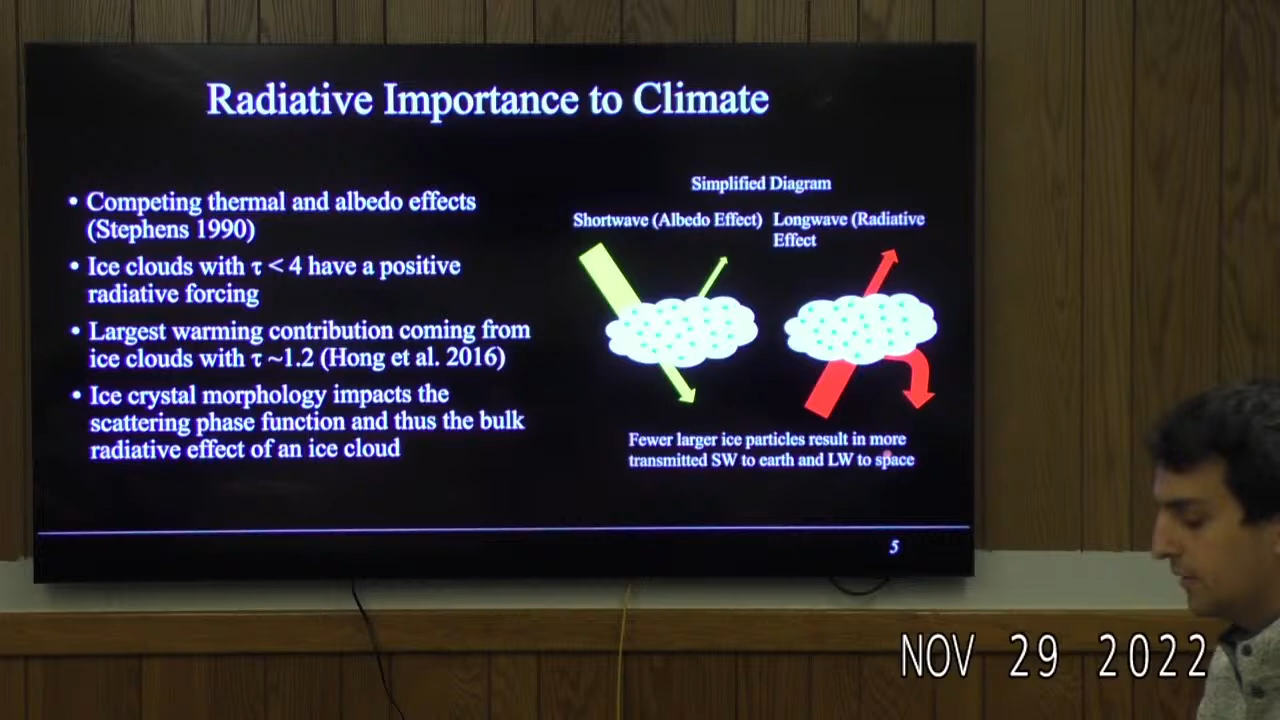 Radiative Importance to Climate
• Competing thermal and albedo effects
(Stephens 1990)
• Ice clouds with τ < 4 have a positive
radiative forcing
• Largest warming contribution coming from
ice clouds with τ ~1.2 (Hong et al. 2016)
• Ice crystal morphology impacts the
scattering phase function and thus the bulk
radiative effect of an ice cloud
Simplified Diagram
Shortwave (Albedo Effect)
Longwave (Radiative
Effect
Fewer larger ice particles result in more
transmitted SW to earth and LW to space
5
NOV 29 2022